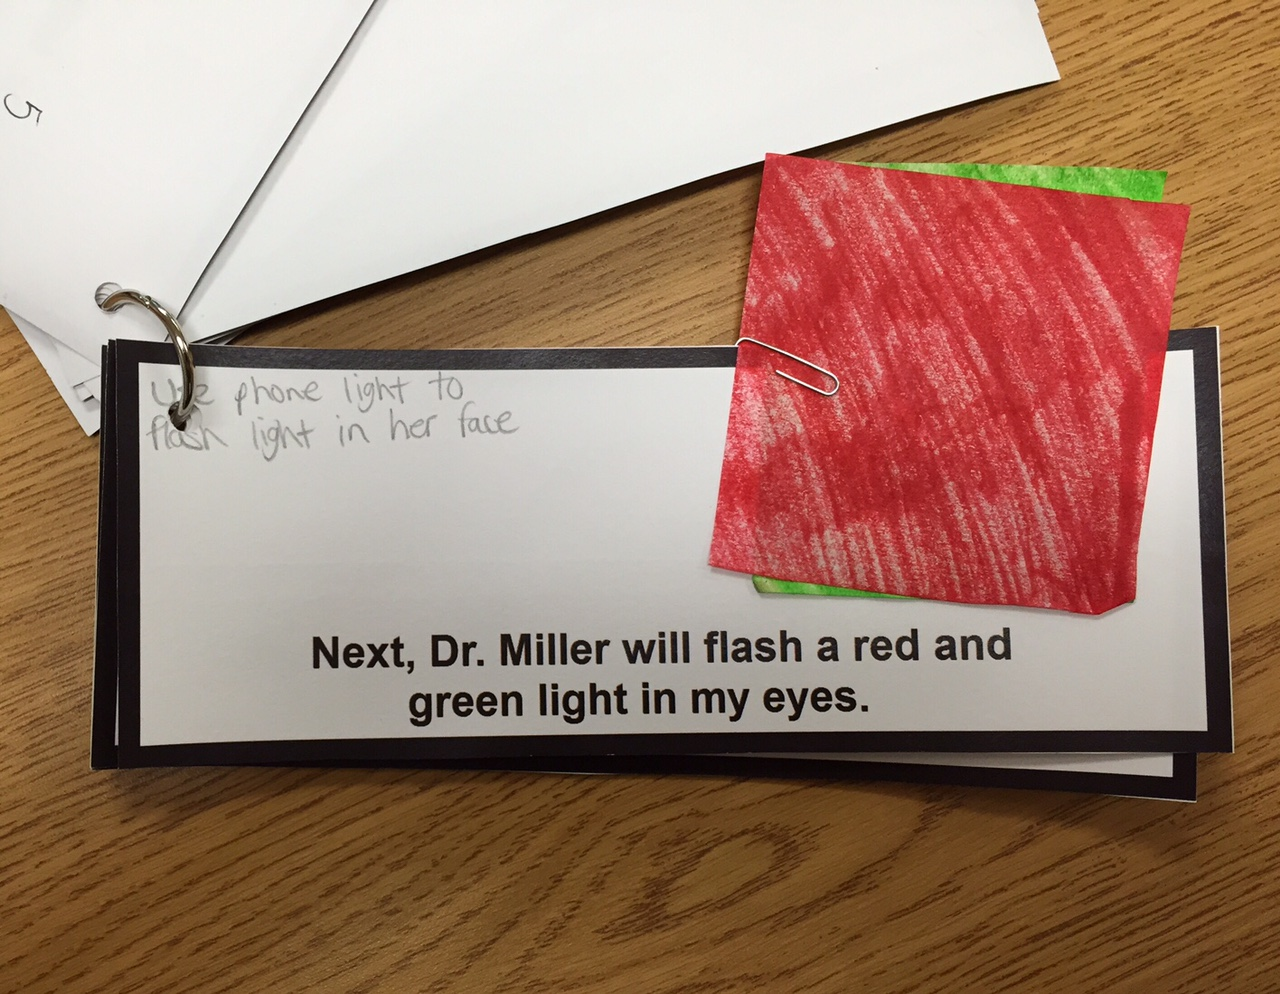 5
Use phone light to
flash light in her face
Next, Dr. Miller will flash a red and
green light in my eyes.